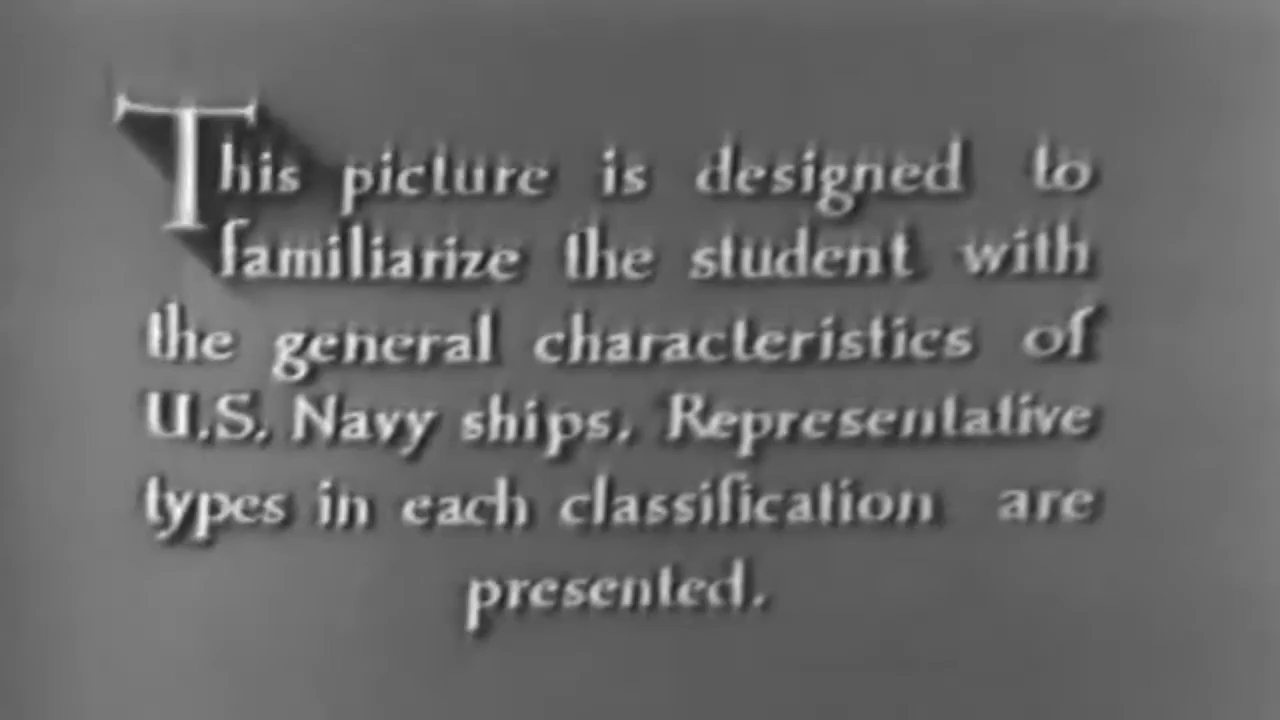 This picture is designed to
familiarize the student with
the general characteristics of
U.S. Navy ships. Representative
types in each classification are
presented.